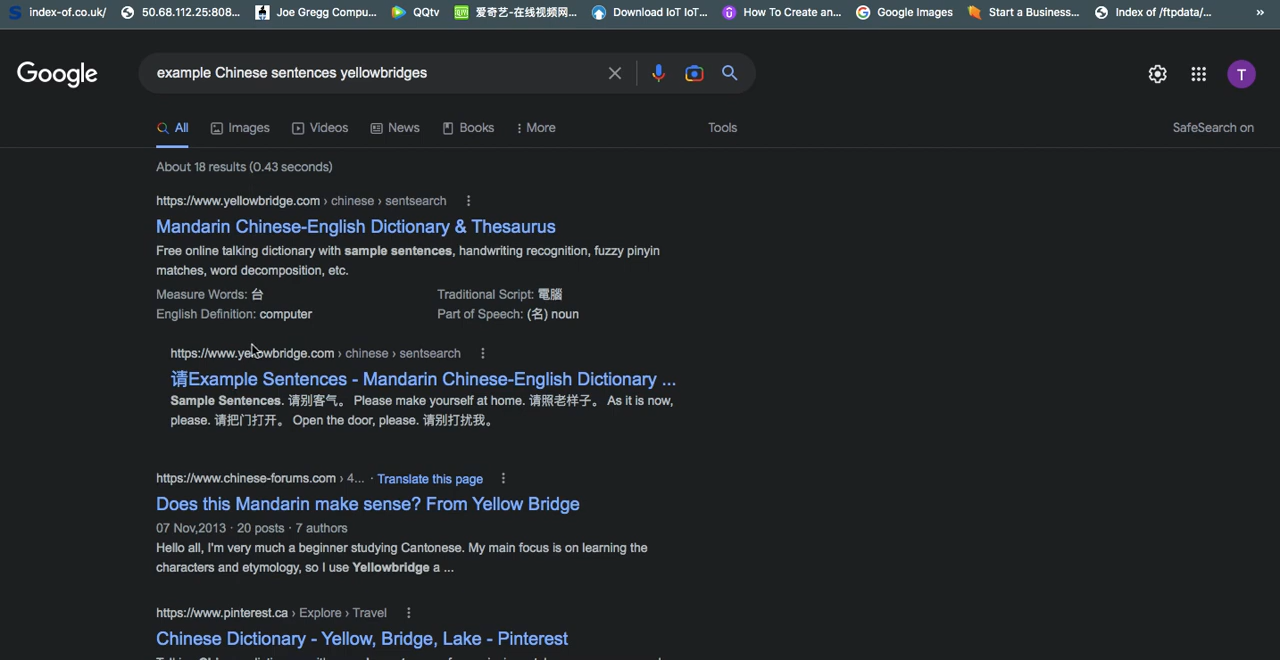 index-of.co.uk/ 50.68.112.25:808... Joe Gregg Compu... QQtv 爱奇艺-在线视频网... Download IoT IoT... How To Create an... Google Images Start a Business... Index of /ftpdata/... »
Google example Chinese sentences yellowbridges T
All Images Videos News Books More Tools SafeSearch on
About 18 results (0.43 seconds)
https://www.yellowbridge.com › chinese › sentsearch
Mandarin Chinese-English Dictionary & Thesaurus
Free online talking dictionary with sample sentences, handwriting recognition, fuzzy pinyin
matches, word decomposition, etc.
Measure Words: 台 Traditional Script: 電腦
English Definition: computer Part of Speech: (名) noun
https://www.yellowbridge.com › chinese › sentsearch
请Example Sentences - Mandarin Chinese-English Dictionary ...
Sample Sentences. 请别客气。 Please make yourself at home. 请照老样子。 As it is now,
please. 请把门打开。 Open the door, please. 请别打扰我。
https://www.chinese-forums.com › 4... · Translate this page
Does this Mandarin make sense? From Yellow Bridge
07 Nov,2013 · 20 posts · 7 authors
Hello all, I'm very much a beginner studying Cantonese. My main focus is on learning the
characters and etymology, so I use Yellowbridge a ...
https://www.pinterest.ca › Explore › Travel
Chinese Dictionary - Yellow, Bridge, Lake - Pinterest